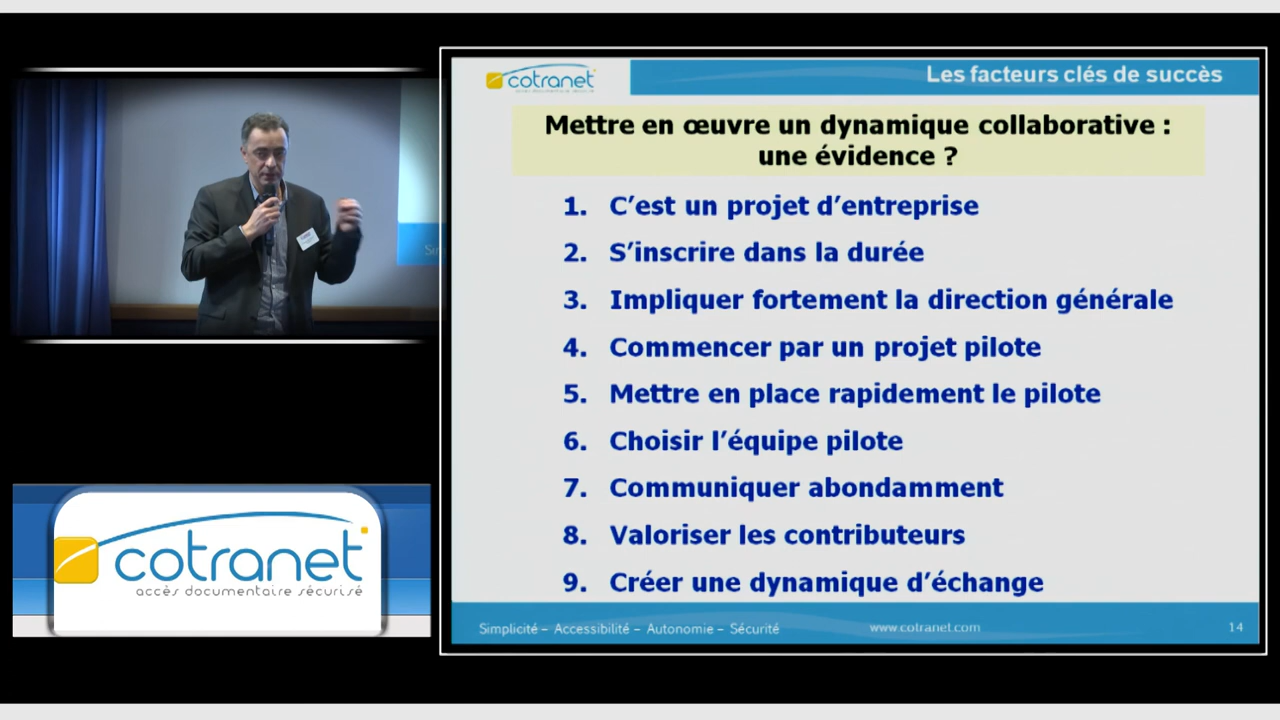 cotranet
accès documentaire sécurisé
Les facteurs clés de succès
Mettre en œuvre un dynamique collaborative :
une évidence ?
1. C’est un projet d’entreprise
2. S’inscrire dans la durée
3. Impliquer fortement la direction générale
4. Commencer par un projet pilote
5. Mettre en place rapidement le pilote
6. Choisir l’équipe pilote
7. Communiquer abondamment
8. Valoriser les contributeurs
9. Créer une dynamique d’échange
Simplicité – Accessibilité – Autonomie – Sécurité
www.cotranet.com
14
cotranet
accès documentaire sécurisé